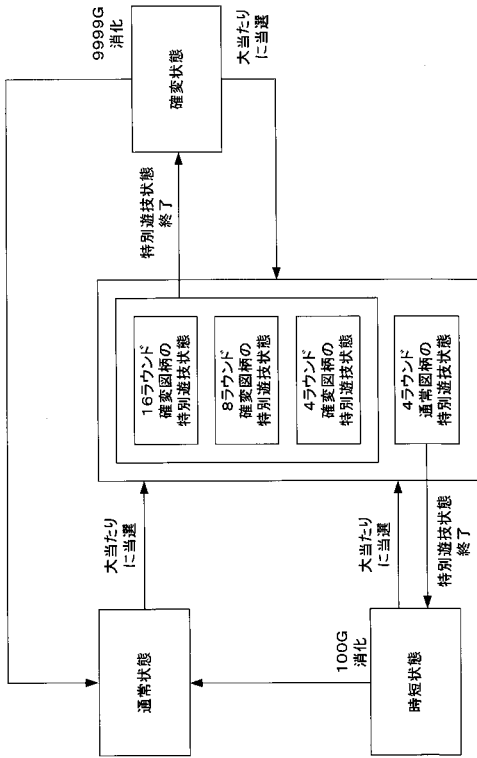 通常状態
大当たり
に当選
16ラウンド
確変図柄の
特別遊技状態
8ラウンド
確変図柄の
特別遊技状態
4ラウンド
確変図柄の
特別遊技状態
4ラウンド
通常図柄の
特別遊技状態
特別遊技状態
終了
9999G
消化
確変状態
大当たり
に当選
100G
消化
時短状態
大当たり
に当選
特別遊技状態
終了